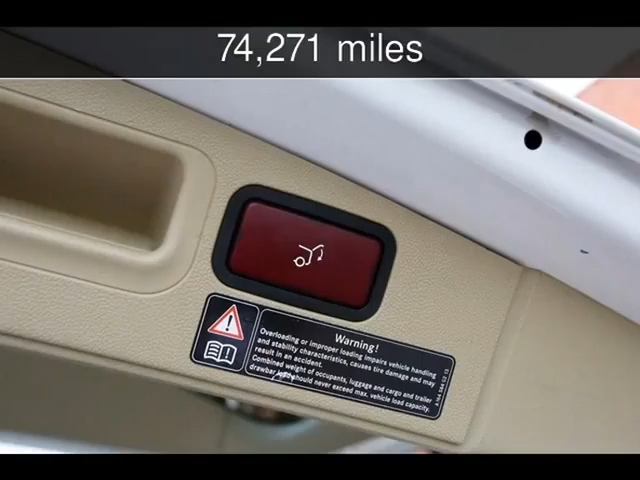 74,271 miles
Warning!
Overloading or improper loading impairs vehicle handling
and stability characteristics, causes tire damage and may
result in an accident.
Combined weight of occupants, luggage and cargo and trailer
drawbar should never exceed max. vehicle load capacity.